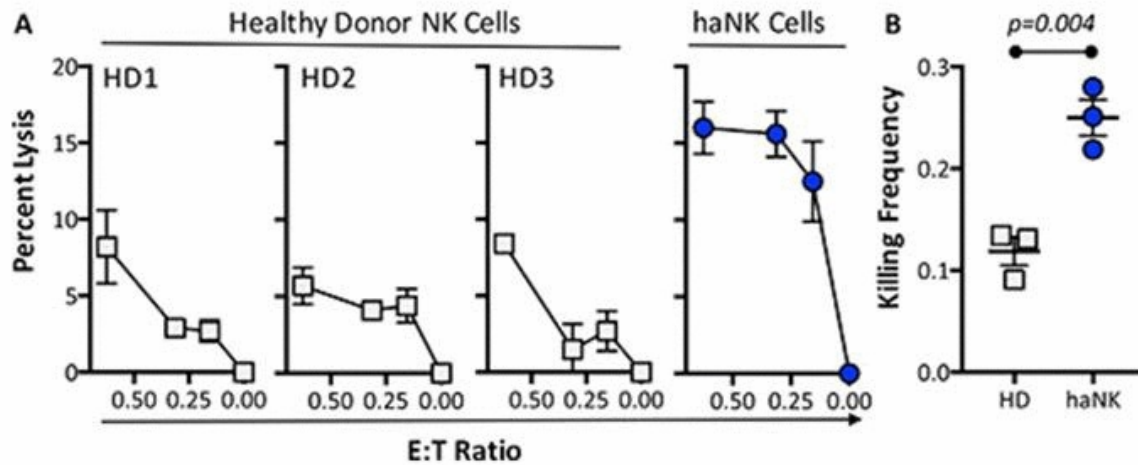 A
Healthy Donor NK Cells
haNK Cells
B
p=0.004
HD1
HD2
HD3
20
15
10
5
0
Percent Lysis
0.3
0.2
0.1
0.0
Killing Frequency
0.50 0.25 0.00
0.50 0.25 0.00
0.50 0.25 0.00
0.50 0.25 0.00
HD haNK
E:T Ratio